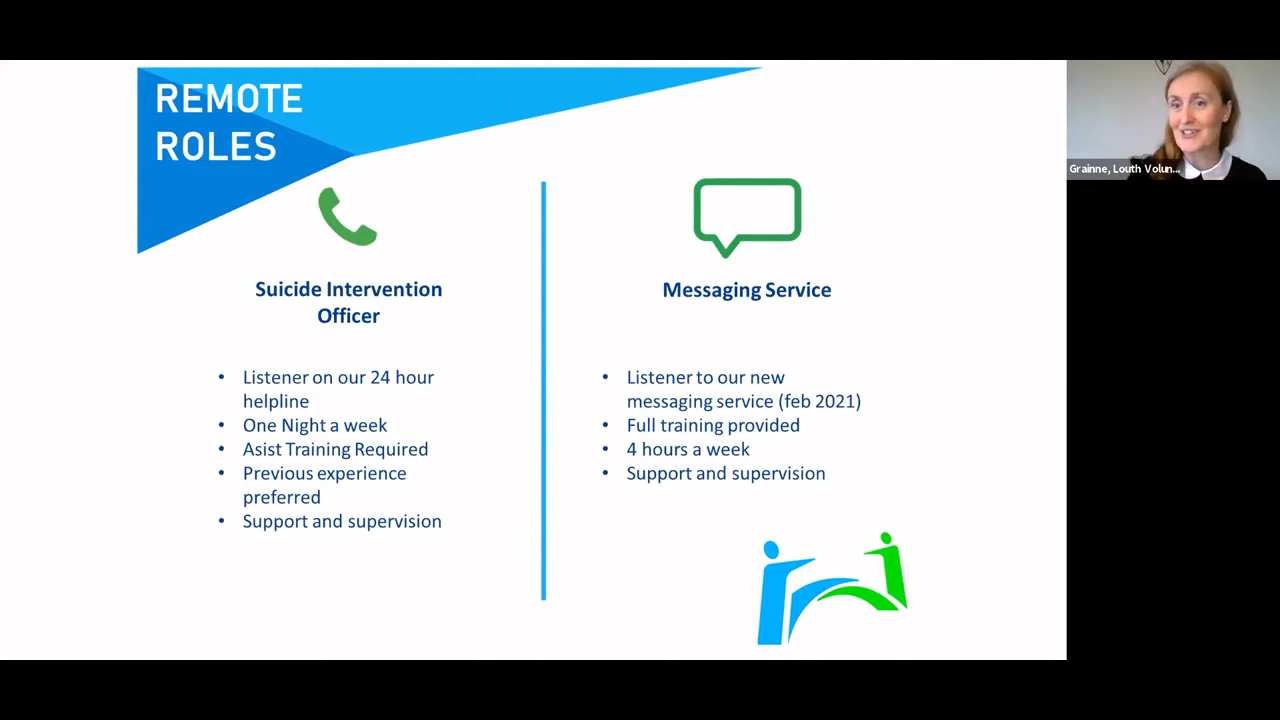 REMOTE
ROLES
Grainne, Louth Volun...
Suicide Intervention
Officer
• Listener on our 24 hour
helpline
• One Night a week
• Asist Training Required
• Previous experience
preferred
• Support and supervision
Messaging Service
• Listener to our new
messaging service (feb 2021)
• Full training provided
• 4 hours a week
• Support and supervision